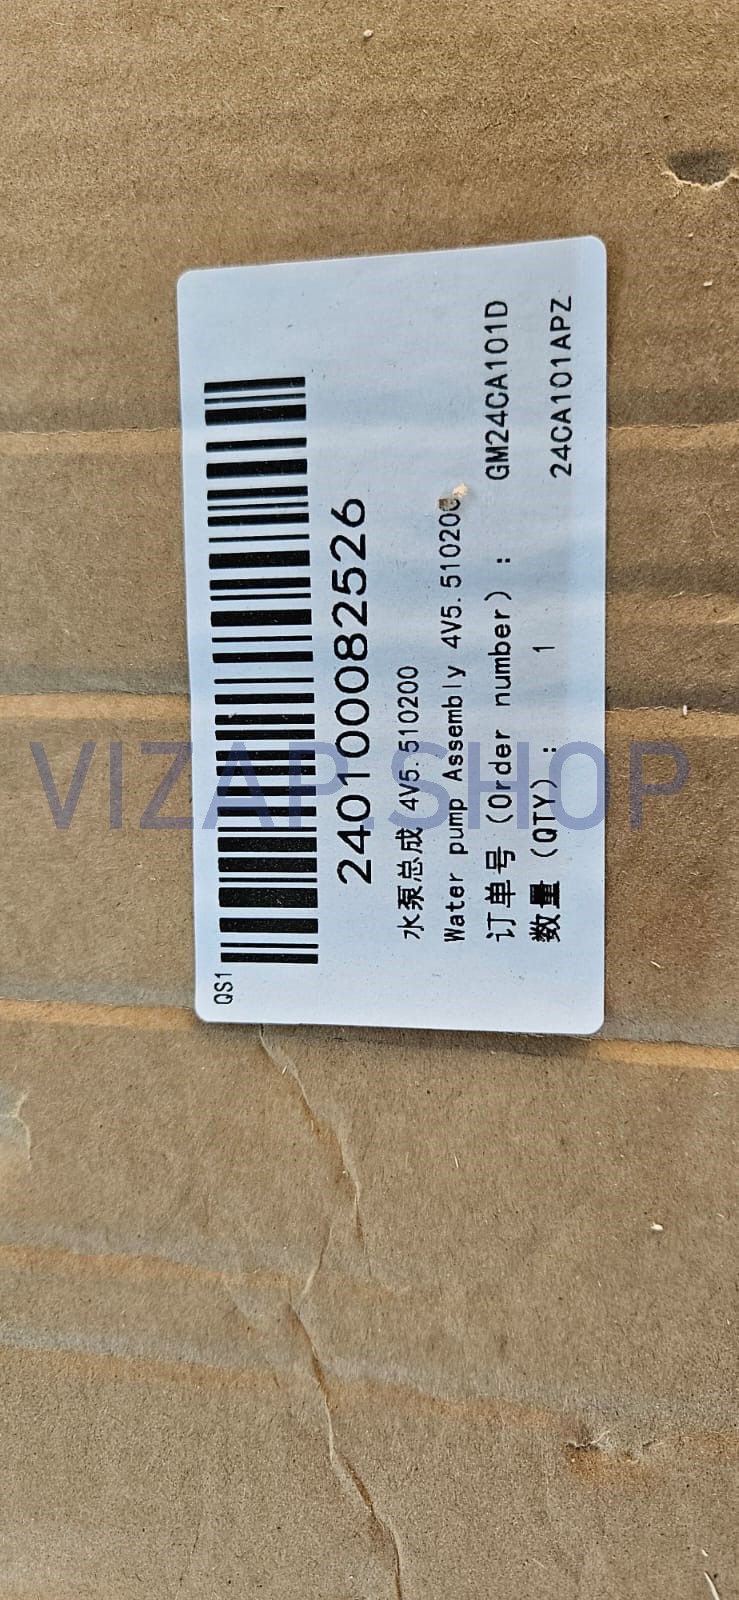 QS1
2401000082526
水泵总成 4V5.510200
Water pump Assembly 4V5.510200
订单号 (Order number): GM24CA101D
数量 (QTY): 1 24CA101APZ
VIZAP.SHOP